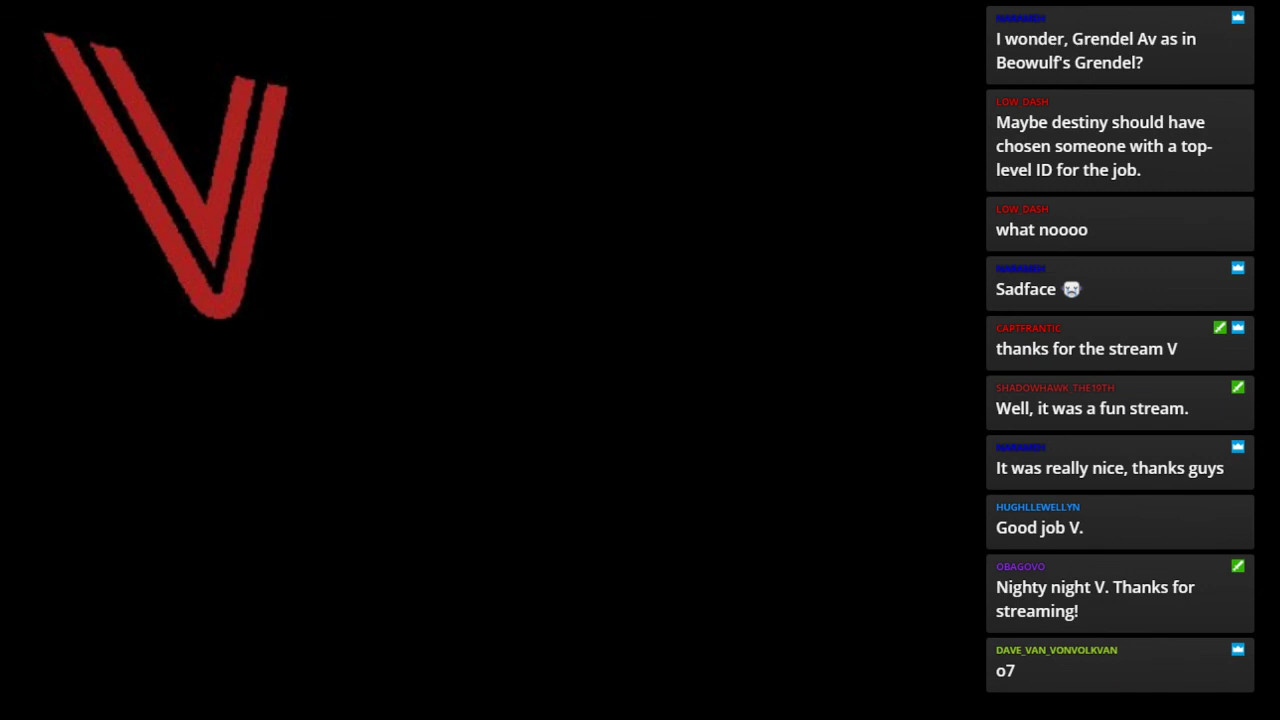 V
I wonder, Grendel Av as in
Beowulf's Grendel?
LOW_DASH
Maybe destiny should have
chosen someone with a top-
level ID for the job.
LOW_DASH
what noooo
Sadface
CAPTFRANTIC
thanks for the stream V
SHADOWHAWK_THE19TH
Well, it was a fun stream.
It was really nice, thanks guys
HUGHLLEWELLYN
Good job V.
OBAGOVO
Nighty night V. Thanks for
streaming!
DAVE_VAN_VONVOLKVAN
o7